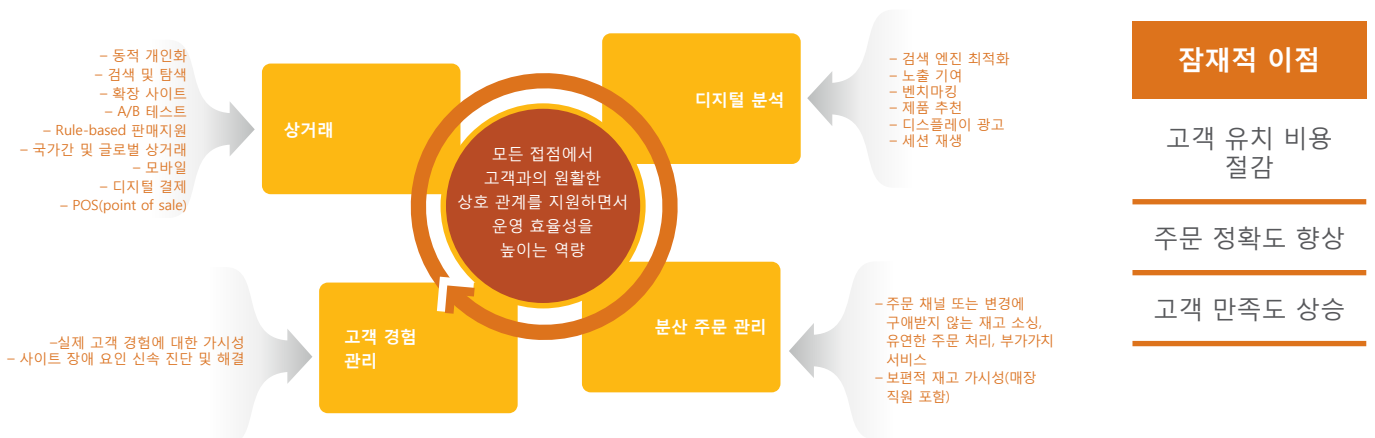 – 동적 개인화
– 검색 및 탐색
– 확장 사이트
– A/B 테스트
– Rule-based 판매지원
– 국가간 및 글로벌 상거래
– 모바일
– 디지털 결제
– POS(point of sale)
상거래
디지털 분석
– 검색 엔진 최적화
– 노출 기여
– 벤치마킹
– 제품 추천
– 디스플레이 광고
– 세션 재생
모든 접점에서
고객과의 원활한
상호 관계를 지원하면서
운영 효율성을
높이는 역량
–실제 고객 경험에 대한 가시성
– 사이트 장애 요인 신속 진단 및 해결
고객 경험
관리
분산 주문 관리
– 주문 채널 또는 변경에
구애받지 않는 재고 소싱,
유연한 주문 처리, 부가가치
서비스
– 보편적 재고 가시성(매장
직원 포함)
잠재적 이점
고객 유치 비용
절감
주문 정확도 향상
고객 만족도 상승